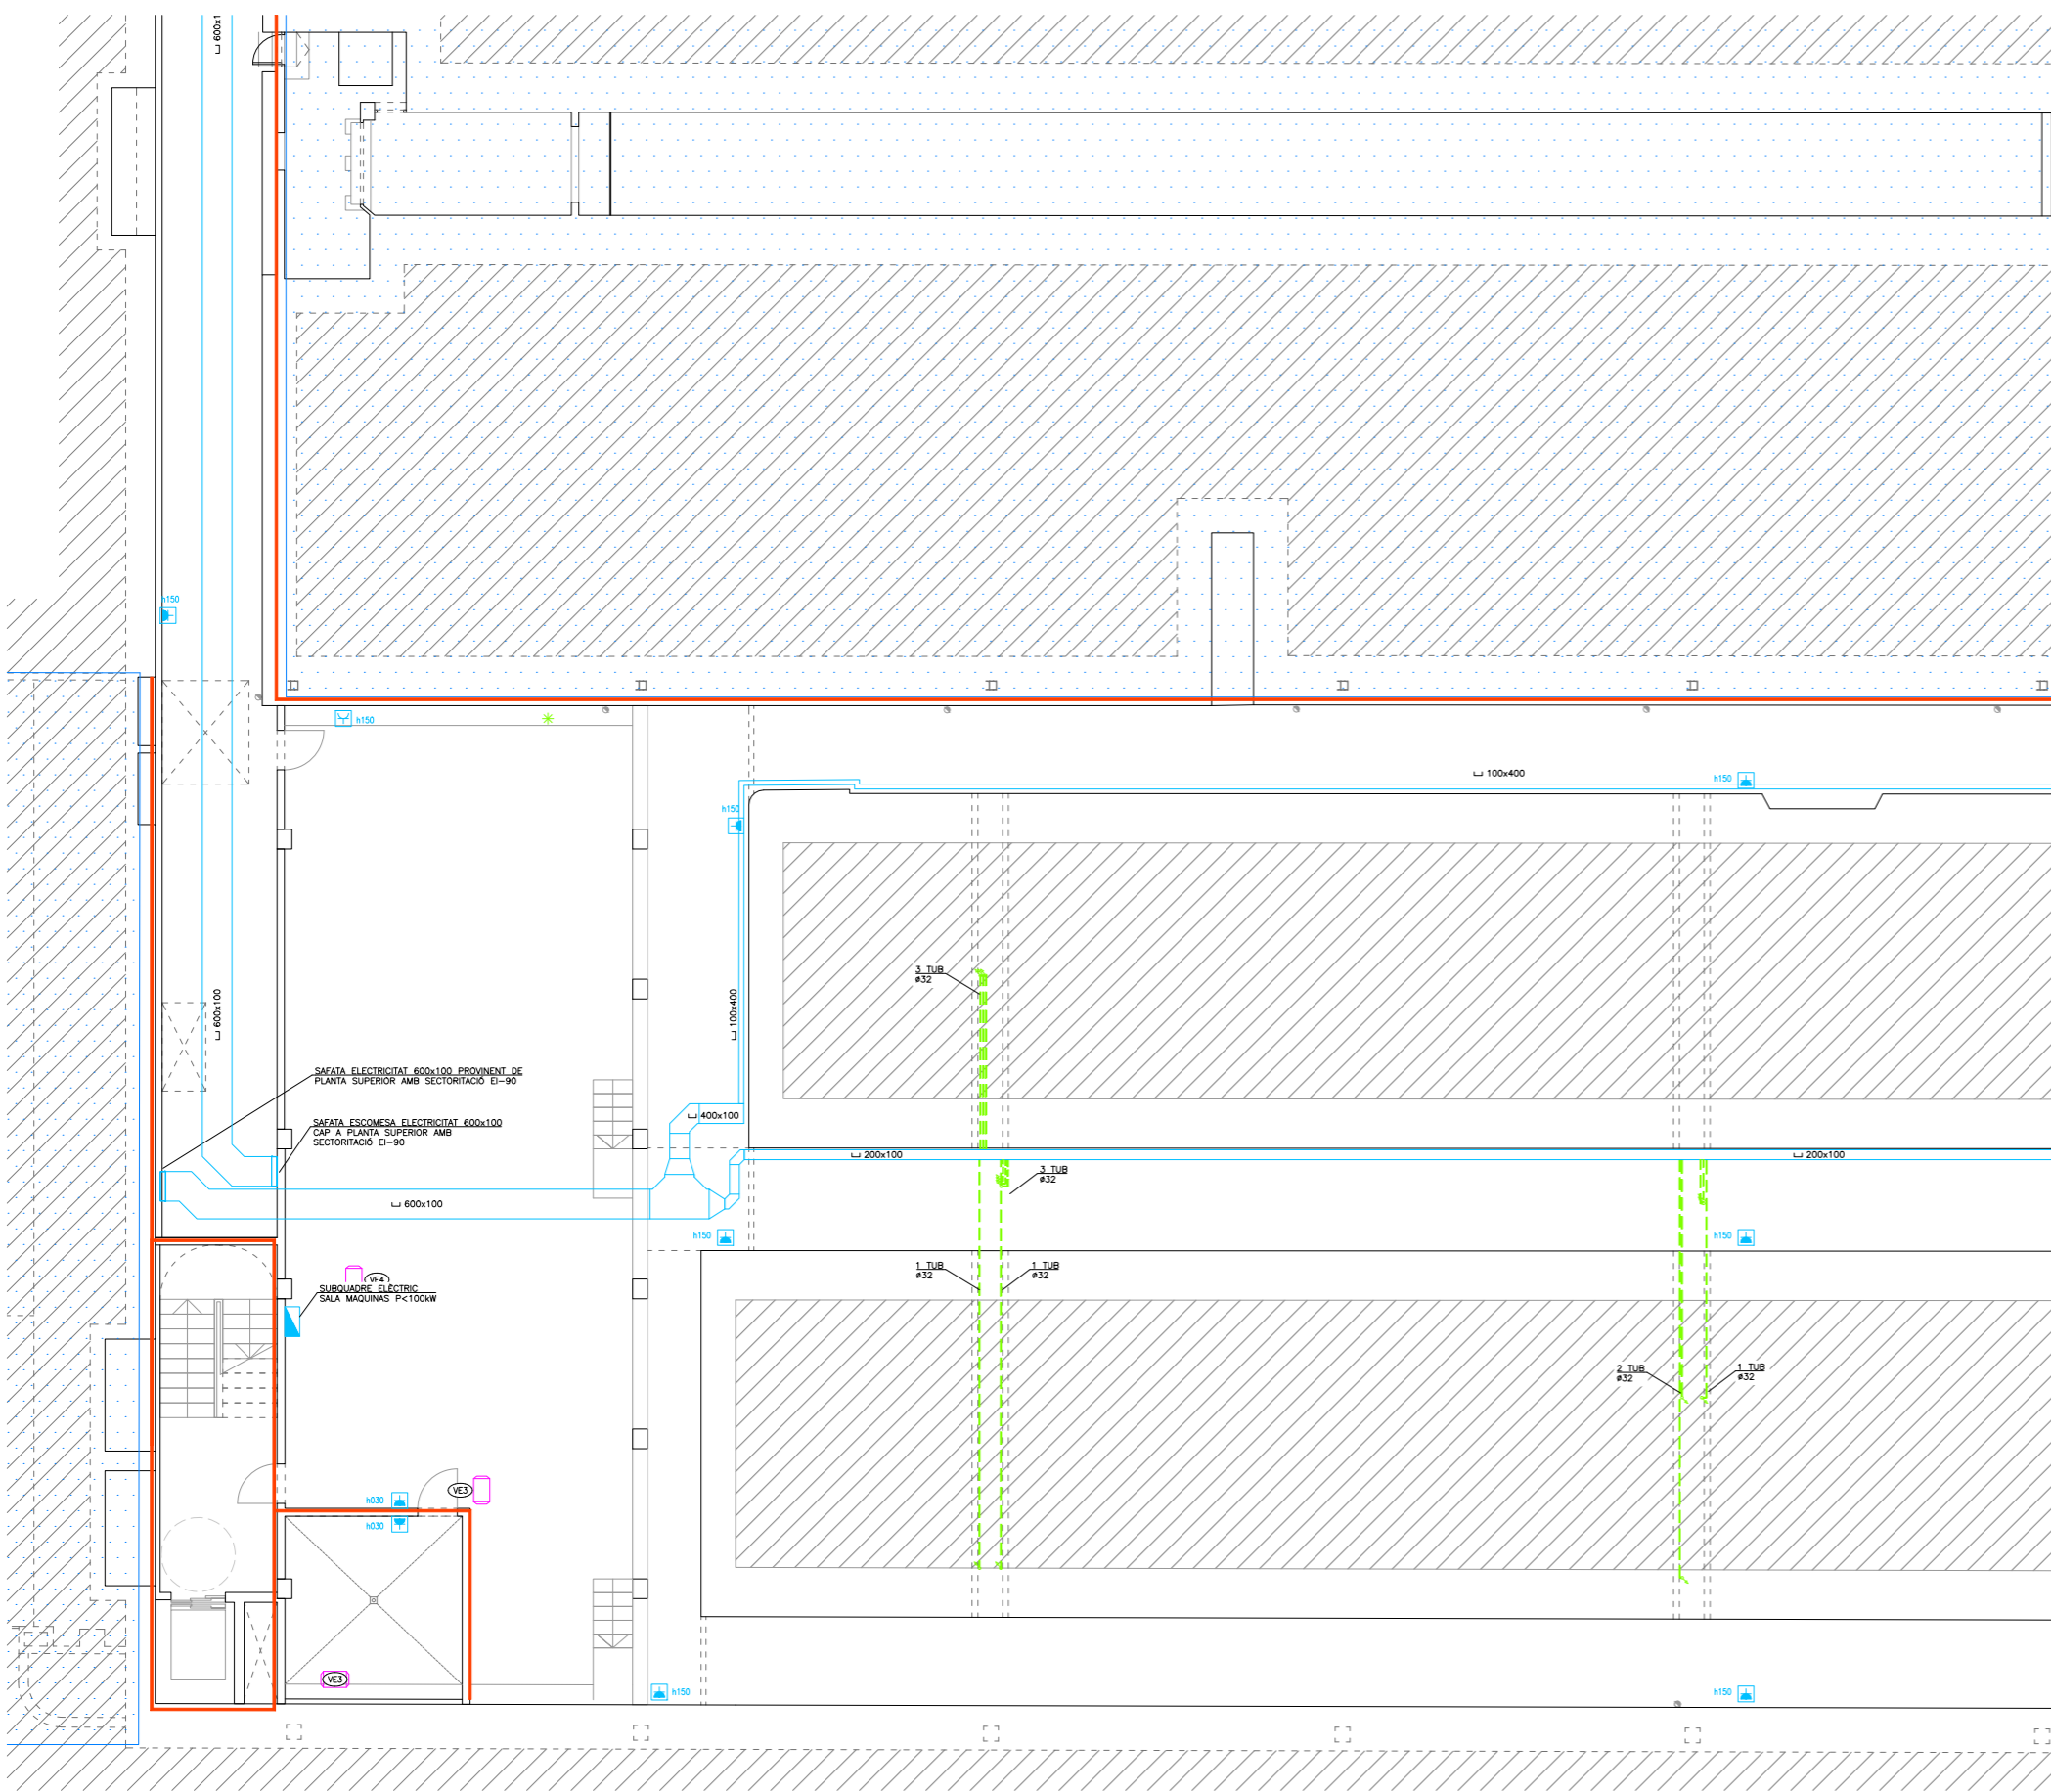 ⊔ 600x1
h150
h150
⊔ 100x400
h150
h150
3 TUB
ø32
⊔ 600x100
⊔ 100x400
SAFATA ELECTRICITAT 600x100 PROVINENT DE
PLANTA SUPERIOR AMB SECTORITACIÓ EI-90
SAFATA ESCOMESA ELECTRICITAT 600x100
CAP A PLANTA SUPERIOR AMB
SECTORITACIÓ EI-90
⊔ 400x100
⊔ 200x100
⊔ 200x100
3 TUB
ø32
⊔ 600x100
h150
h150
1 TUB
ø32
1 TUB
ø32
VE4
SUBQUADRE ELÈCTRIC
SALA MAQUINAS P<100kW
2 TUB
ø32
1 TUB
ø32
VE3
h030
h030
VE3
h150
h150